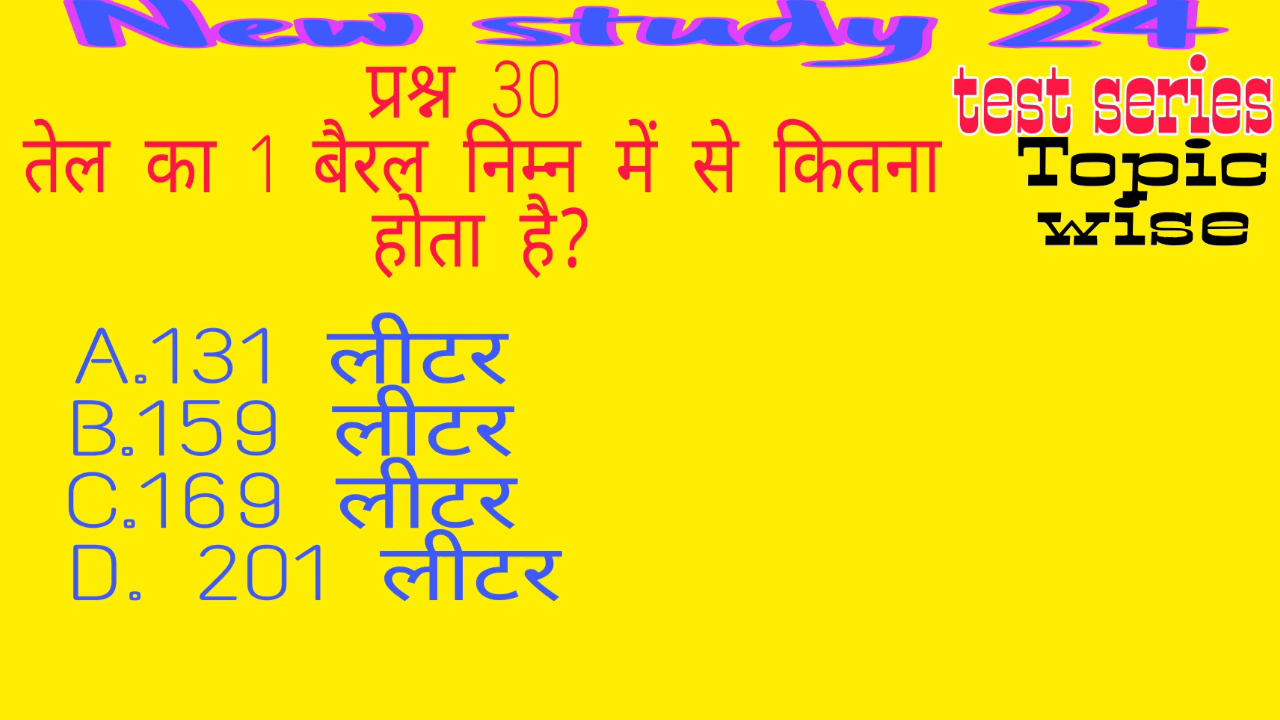 New study 24
प्रश्न 30
तेल का 1 बैरल निम्न में से कितना
होता है?
test series
Topic
wise
A.131 लीटर
B.159 लीटर
C.169 लीटर
D. 201 लीटर